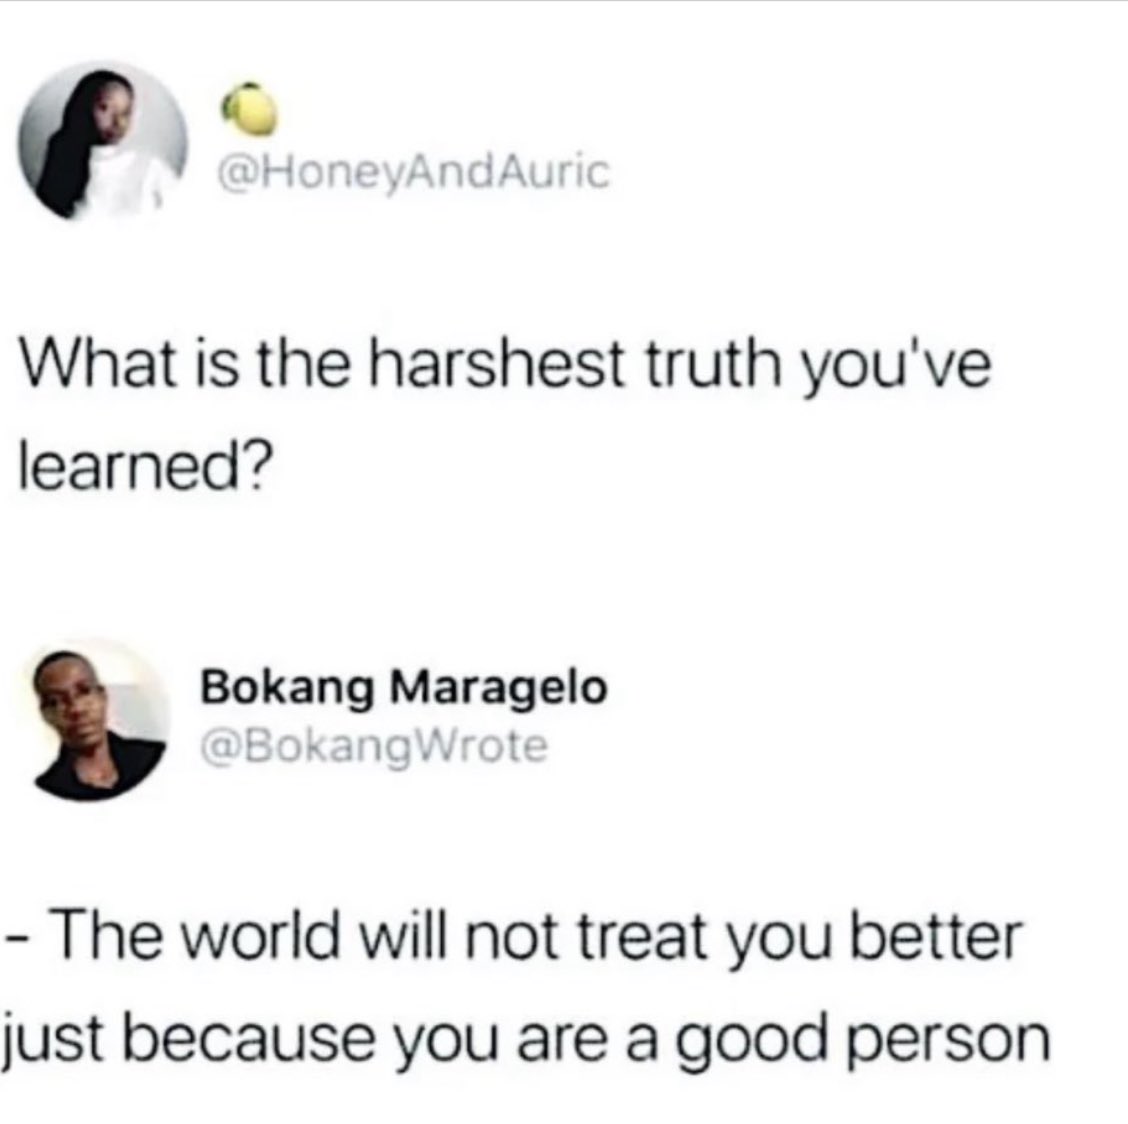 @HoneyAndAuric
What is the harshest truth you've
learned?
Bokang Maragelo
@BokangWrote
- The world will not treat you better
just because you are a good person